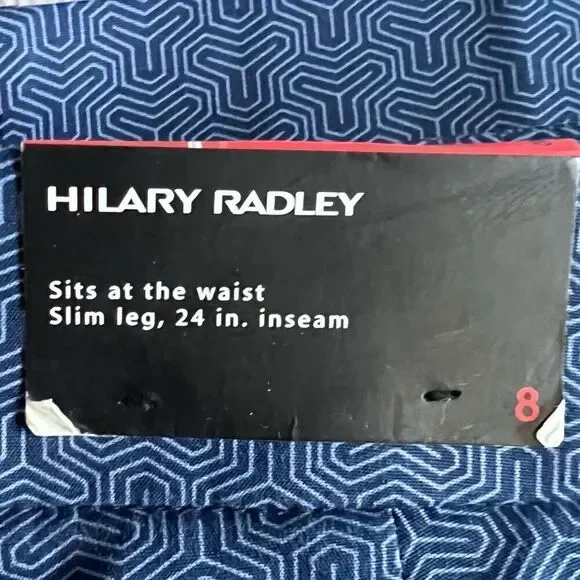 HILARY RADLEY
Sits at the waist
Slim leg, 24 in. inseam
8